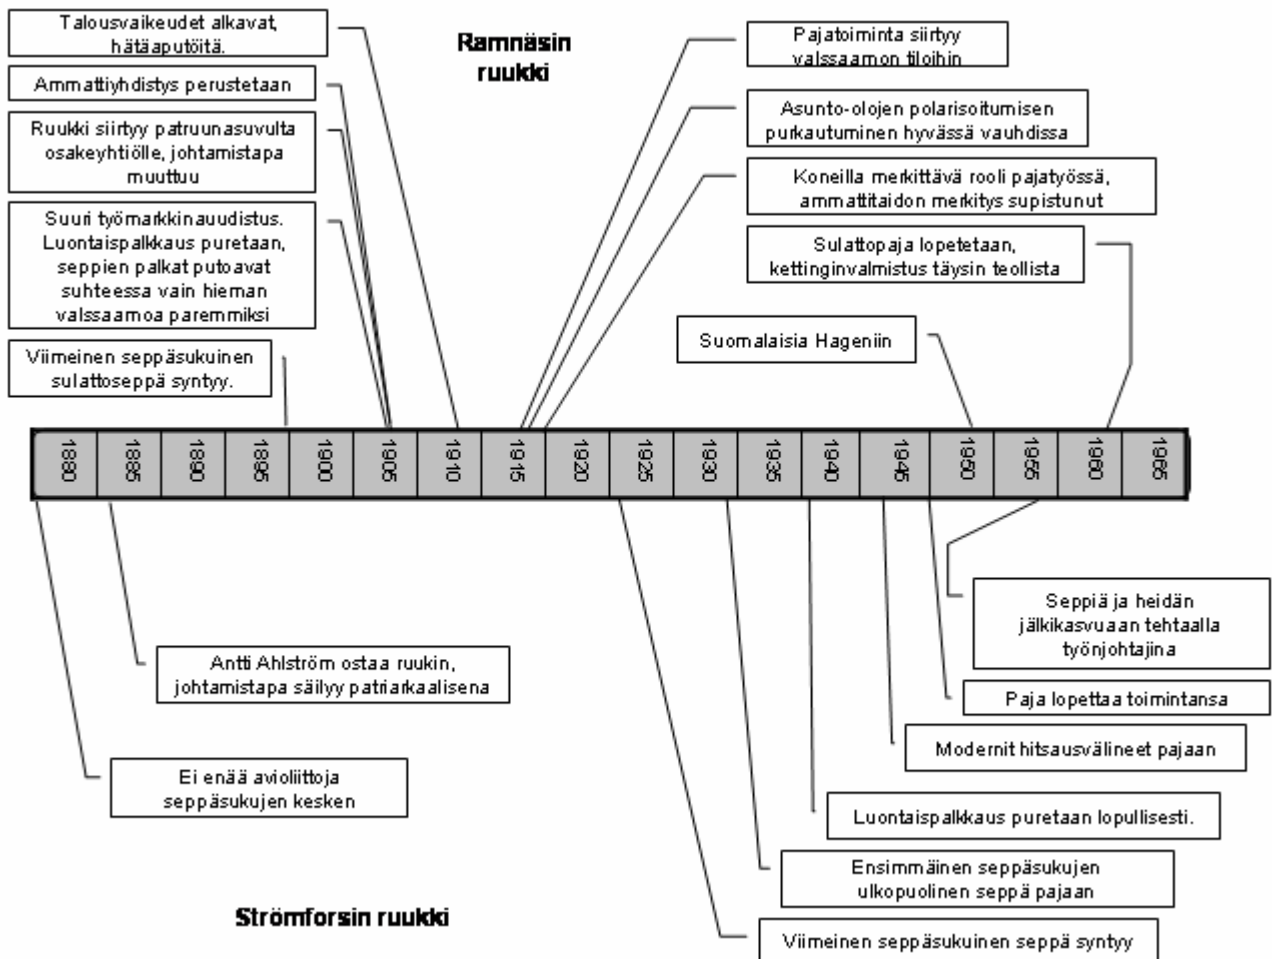 Talousvaikeudet alkavat,
hätäaputöitä.
Ammattiyhdistys perustetaan
Ruukki siirtyy patruunasuvulta
osakeyhtiölle, johtamistapa
muuttuu
Suuri työmarkkinauudistus.
Luontaispalkkaus puretaan,
seppien palkat putoavat
suhteessa vain hieman
valssaamoa paremmiksi
Viimeinen seppäsukuinen
sulattoseppä syntyy.
Ramnäsin
ruukki
Pajatoiminta siirtyy
valssaamon tiloihin
Asunto-olojen polarisoitumisen
purkautuminen hyvässä vauhdissa
Koneilla merkittävä rooli pajatyössä,
ammattitaidon merkitys supistunut
Sulattopaja lopetetaan,
kettinginvalmistus täysin teollista
Suomalaisia Hageniin
1880
1885
1890
1895
1900
1905
1910
1915
1920
1925
1930
1935
1940
1945
1950
1955
1960
1965
Antti Ahlström ostaa ruukin,
johtamistapa säilyy patriarkaalisena
Ei enää avioliittoja
seppäsukujen kesken
Strömforsin ruukki
Seppiä ja heidän
jälkikasvuaan tehtaalla
työnjohtajina
Paja lopettaa toimintansa
Modernit hitsausvälineet pajaan
Luontaispalkkaus puretaan lopullisesti.
Ensimmäinen seppäsukujen
ulkopuolinen seppä pajaan
Viimeinen seppäsukuinen seppä syntyy